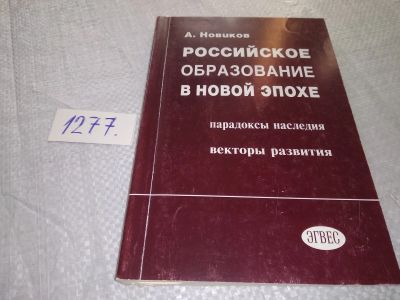 А. Новиков
РОССИЙСКОЕ
ОБРАЗОВАНИЕ
В НОВОЙ ЭПОХЕ
парадоксы наследия
векторы развития
ЭГВЕС
1277.